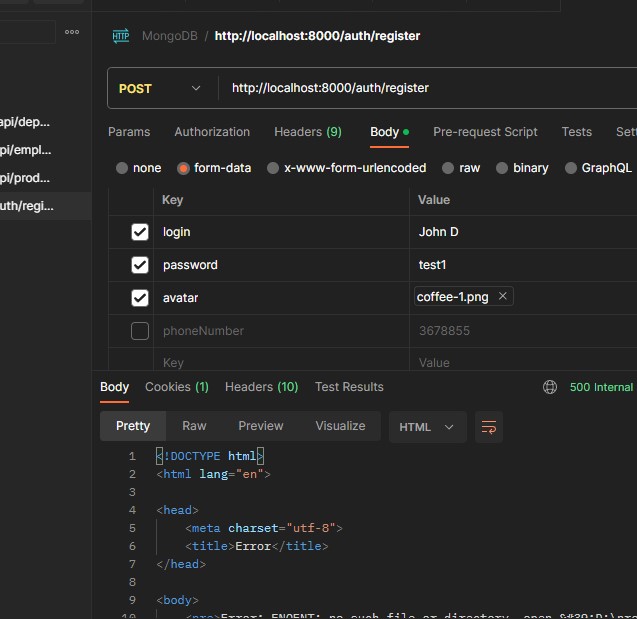 HTTP MongoDB / http://localhost:8000/auth/register
POST http://localhost:8000/auth/register
Params Authorization Headers (9) Body Pre-request Script Tests Set
none form-data x-www-form-urlencoded raw binary GraphQL
Key Value
login John D
password test1
avatar coffee-1.png
phoneNumber 3678855
Key Value
api/dep...
pi/empl...
pi/prod...
uth/regi...
Body Cookies (1) Headers (10) Test Results 500 Internal
Pretty Raw Preview Visualize HTML
1 <!DOCTYPE html>
2 <html lang="en">
3
4 <head>
5 <meta charset="utf-8">
6 <title>Error</title>
7 </head>
8
9 <body>
10 <pre>Error: ENOENT: no such file or directory, open &#39;D:\pro